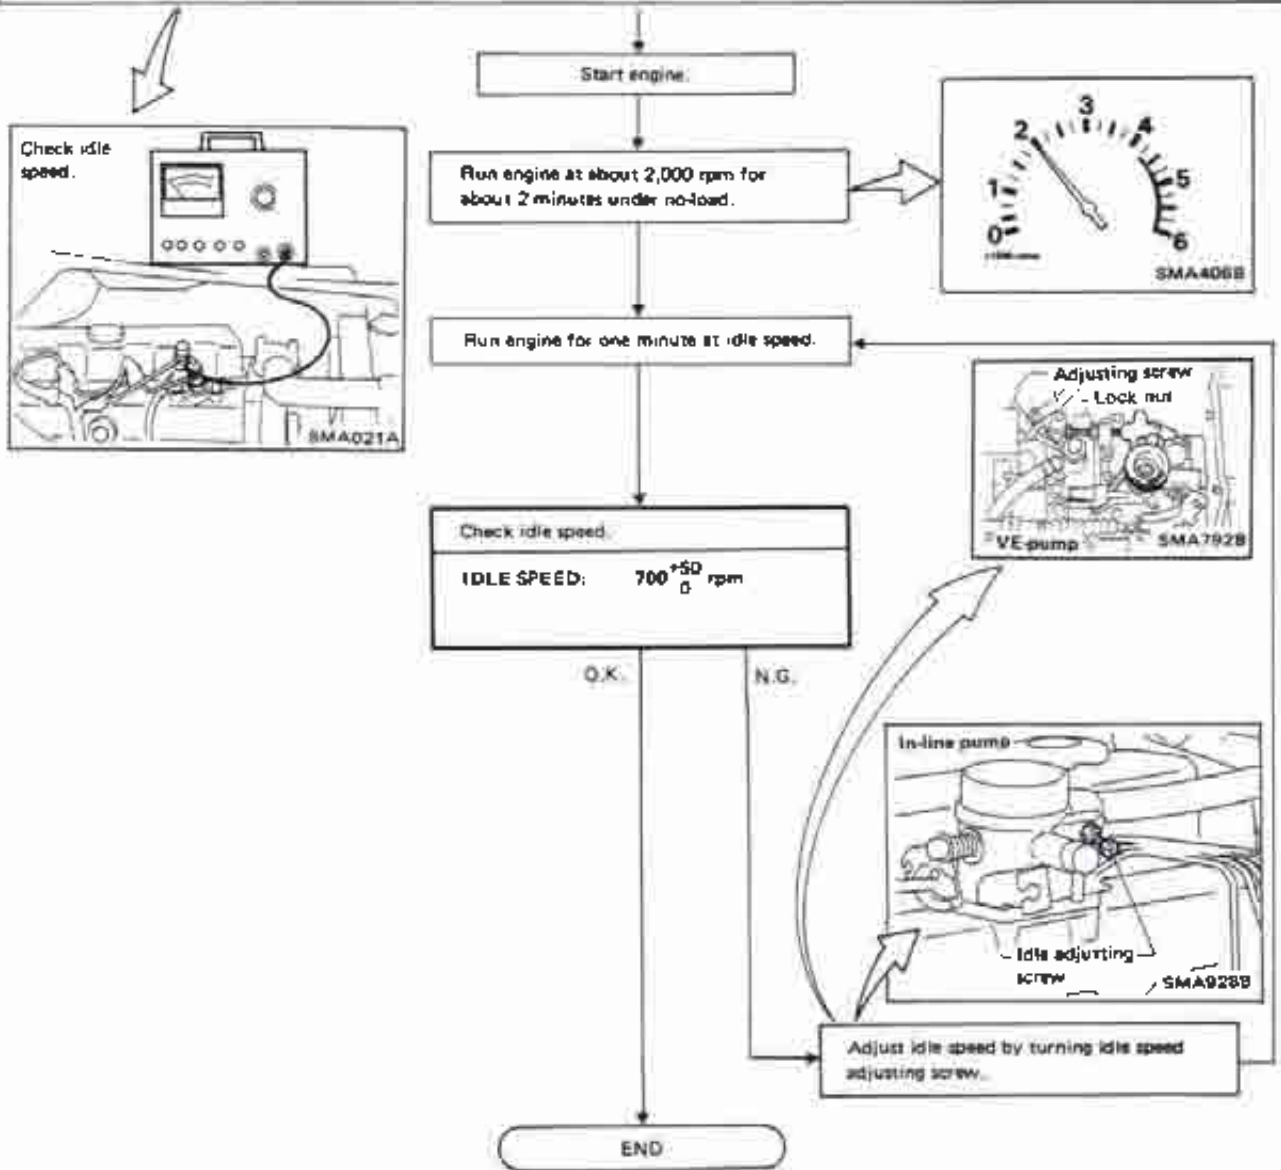 Start engine.
Check idle
speed.
SMA021A
Run engine at about 2,000 rpm for
about 2 minutes under no-load.
0
1
2
3
4
5
6
SMA406B
Run engine for one minute at idle speed.
Adjusting screw
Lock nut
VE-pump
SMA792B
Check idle speed.
IDLE SPEED: 700 +50 0 rpm
O.K.
N.G.
In-line pump
Idle adjusting
screw
SMA928B
Adjust idle speed by turning idle speed
adjusting screw.
END